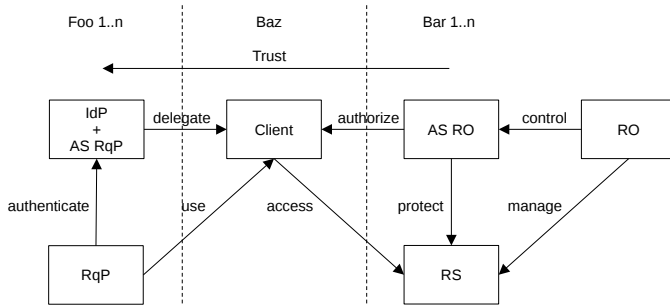 Foo 1..n
Baz
Bar 1..n
Trust
IdP
+
AS RqP
delegate
Client
authorize
AS RO
control
RO
authenticate
use
access
protect
manage
RqP
RS